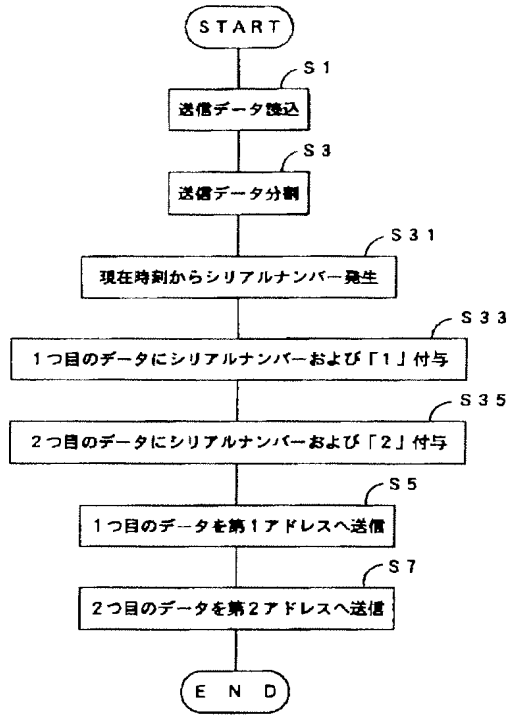 START
S1
送信データ読込
S3
送信データ分割
S31
現在時刻からシリアルナンバー発生
S33
1つ目のデータにシリアルナンバーおよび「1」付与
S35
2つ目のデータにシリアルナンバーおよび「2」付与
S5
1つ目のデータを第1アドレスへ送信
S7
2つ目のデータを第2アドレスへ送信
END